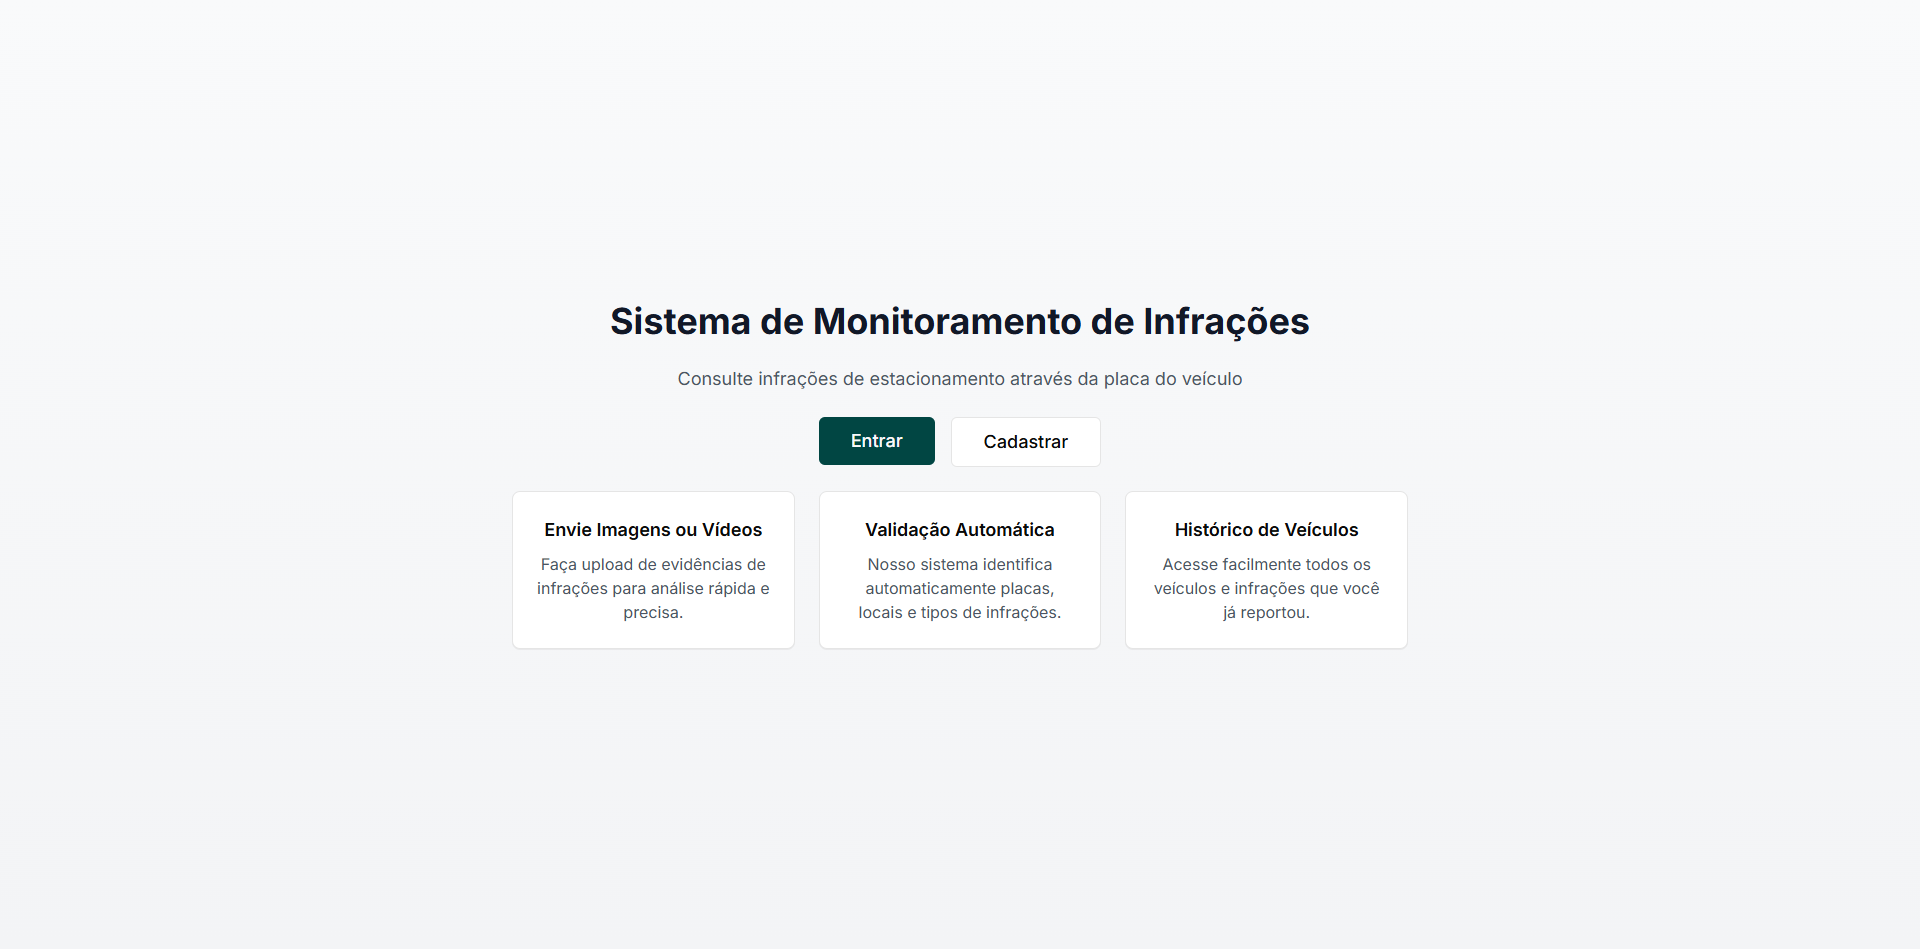 Sistema de Monitoramento de Infrações
Consulte infrações de estacionamento através da placa do veículo
Entrar
Cadastrar
Envie Imagens ou Vídeos
Faça upload de evidências de
infrações para análise rápida e
precisa.
Validação Automática
Nosso sistema identifica
automaticamente placas,
locais e tipos de infrações.
Histórico de Veículos
Acesse facilmente todos os
veículos e infrações que você
já reportou.